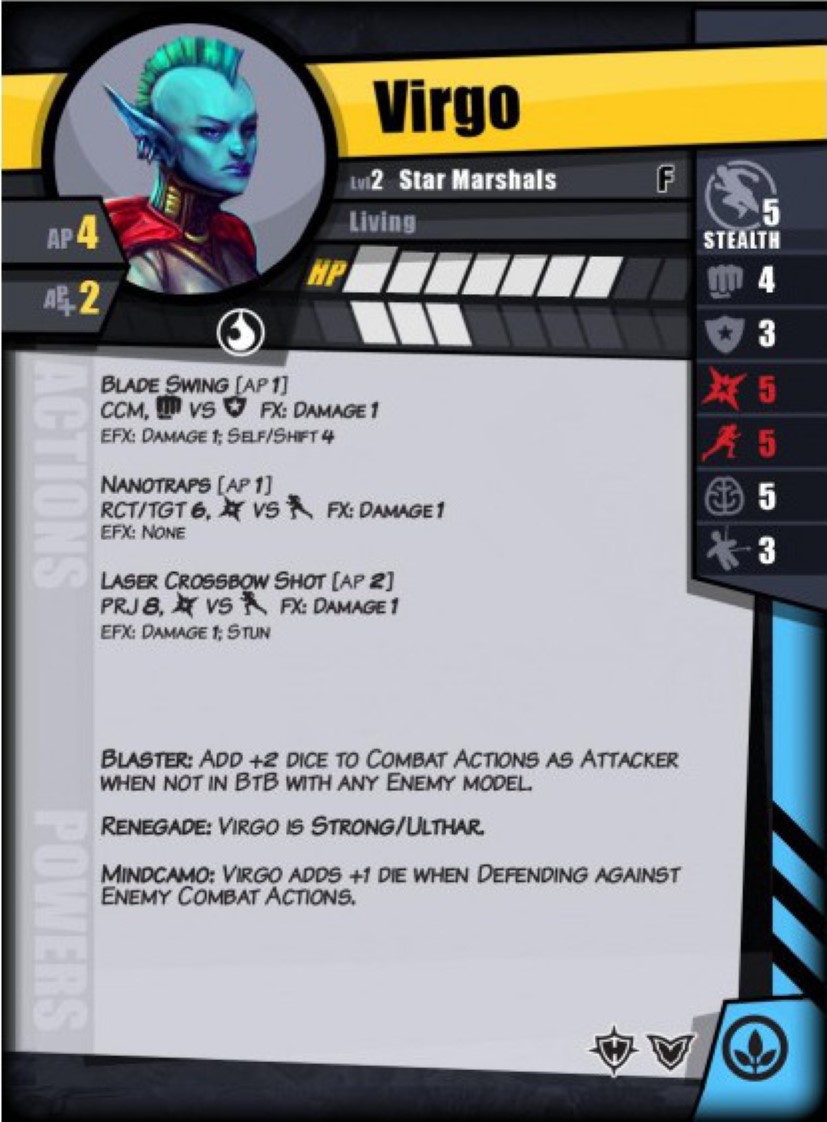 Virgo
Lvl2 Star Marshals F
Living
AP 4
AP+ 2
HP
5
STEALTH
4
3
5
5
5
3
ACTIONS
BLADE SWING [AP 1]
CCM, VS FX: DAMAGE 1
EFX: DAMAGE 1; SELF/SHIFT 4
NANOTRAPS [AP 1]
RCT/TGT 6, VS FX: DAMAGE 1
EFX: NONE
LASER CROSSBOW SHOT [AP 2]
PRJ 8, VS FX: DAMAGE 1
EFX: DAMAGE 1; STUN
POWERS
BLASTER: ADD +2 DICE TO COMBAT ACTIONS AS ATTACKER
WHEN NOT IN BTB WITH ANY ENEMY MODEL.
RENEGADE: VIRGO IS STRONG/ULTHAR.
MINDCAMO: VIRGO ADDS +1 DIE WHEN DEFENDING AGAINST
ENEMY COMBAT ACTIONS.
H